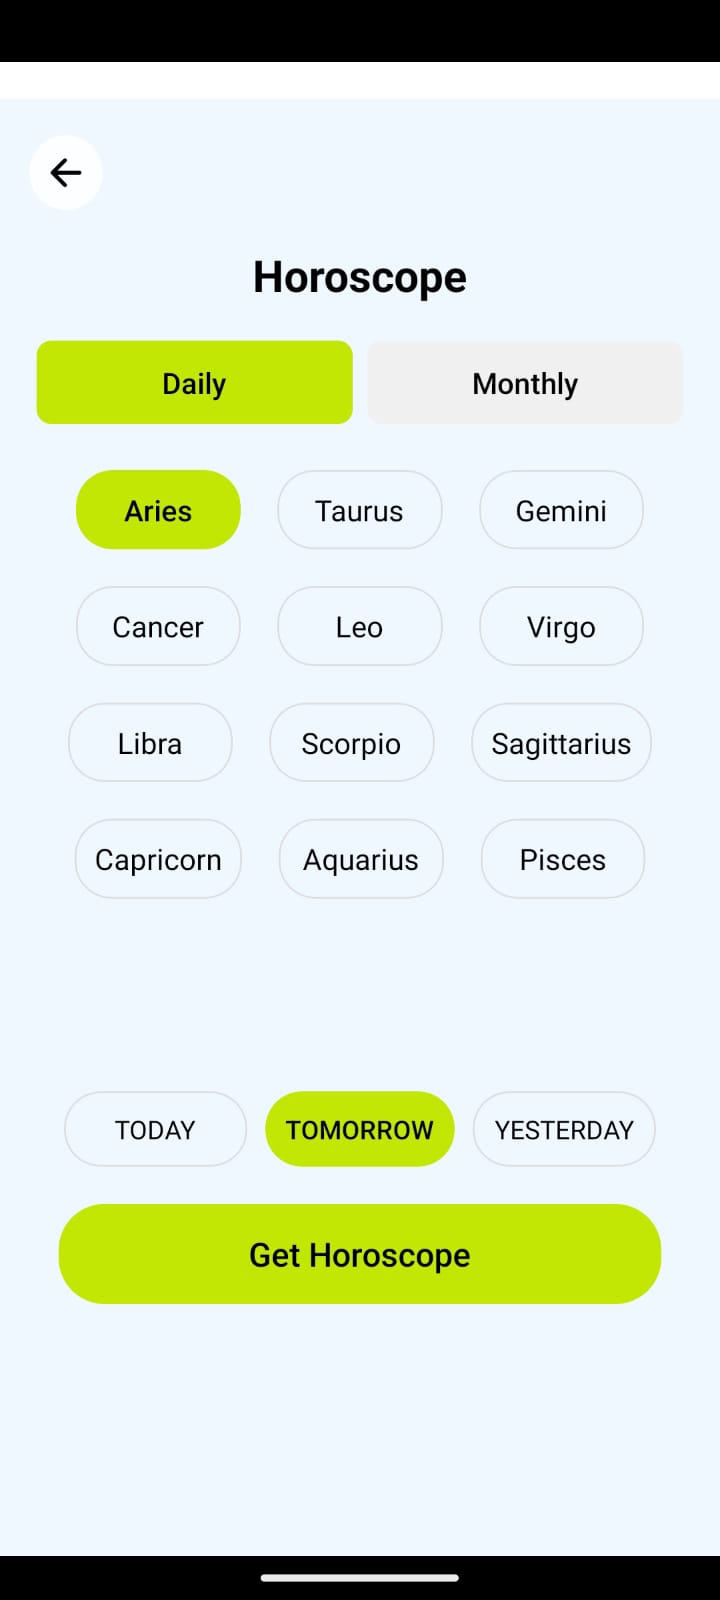 Horoscope
Daily Monthly
Aries Taurus Gemini
Cancer Leo Virgo
Libra Scorpio Sagittarius
Capricorn Aquarius Pisces
TODAY TOMORROW YESTERDAY
Get Horoscope